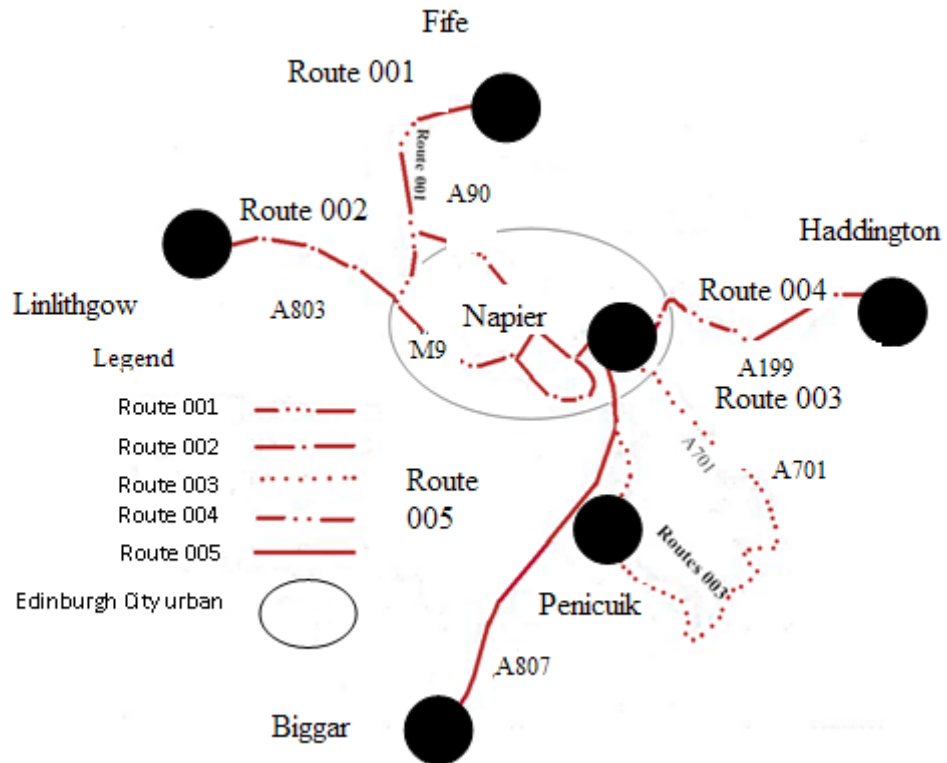 Fife
Route 001
Route 001
A90
Route 002
Haddington
Linlithgow
A803
Napier
Route 004
M9
A199
Legend
Route 003
Route 001
Route 002
Route 003
Route 004
Route 005
A701
A701
Route
005
Routes 003
Edinburgh City urban
Penicuik
A807
Biggar